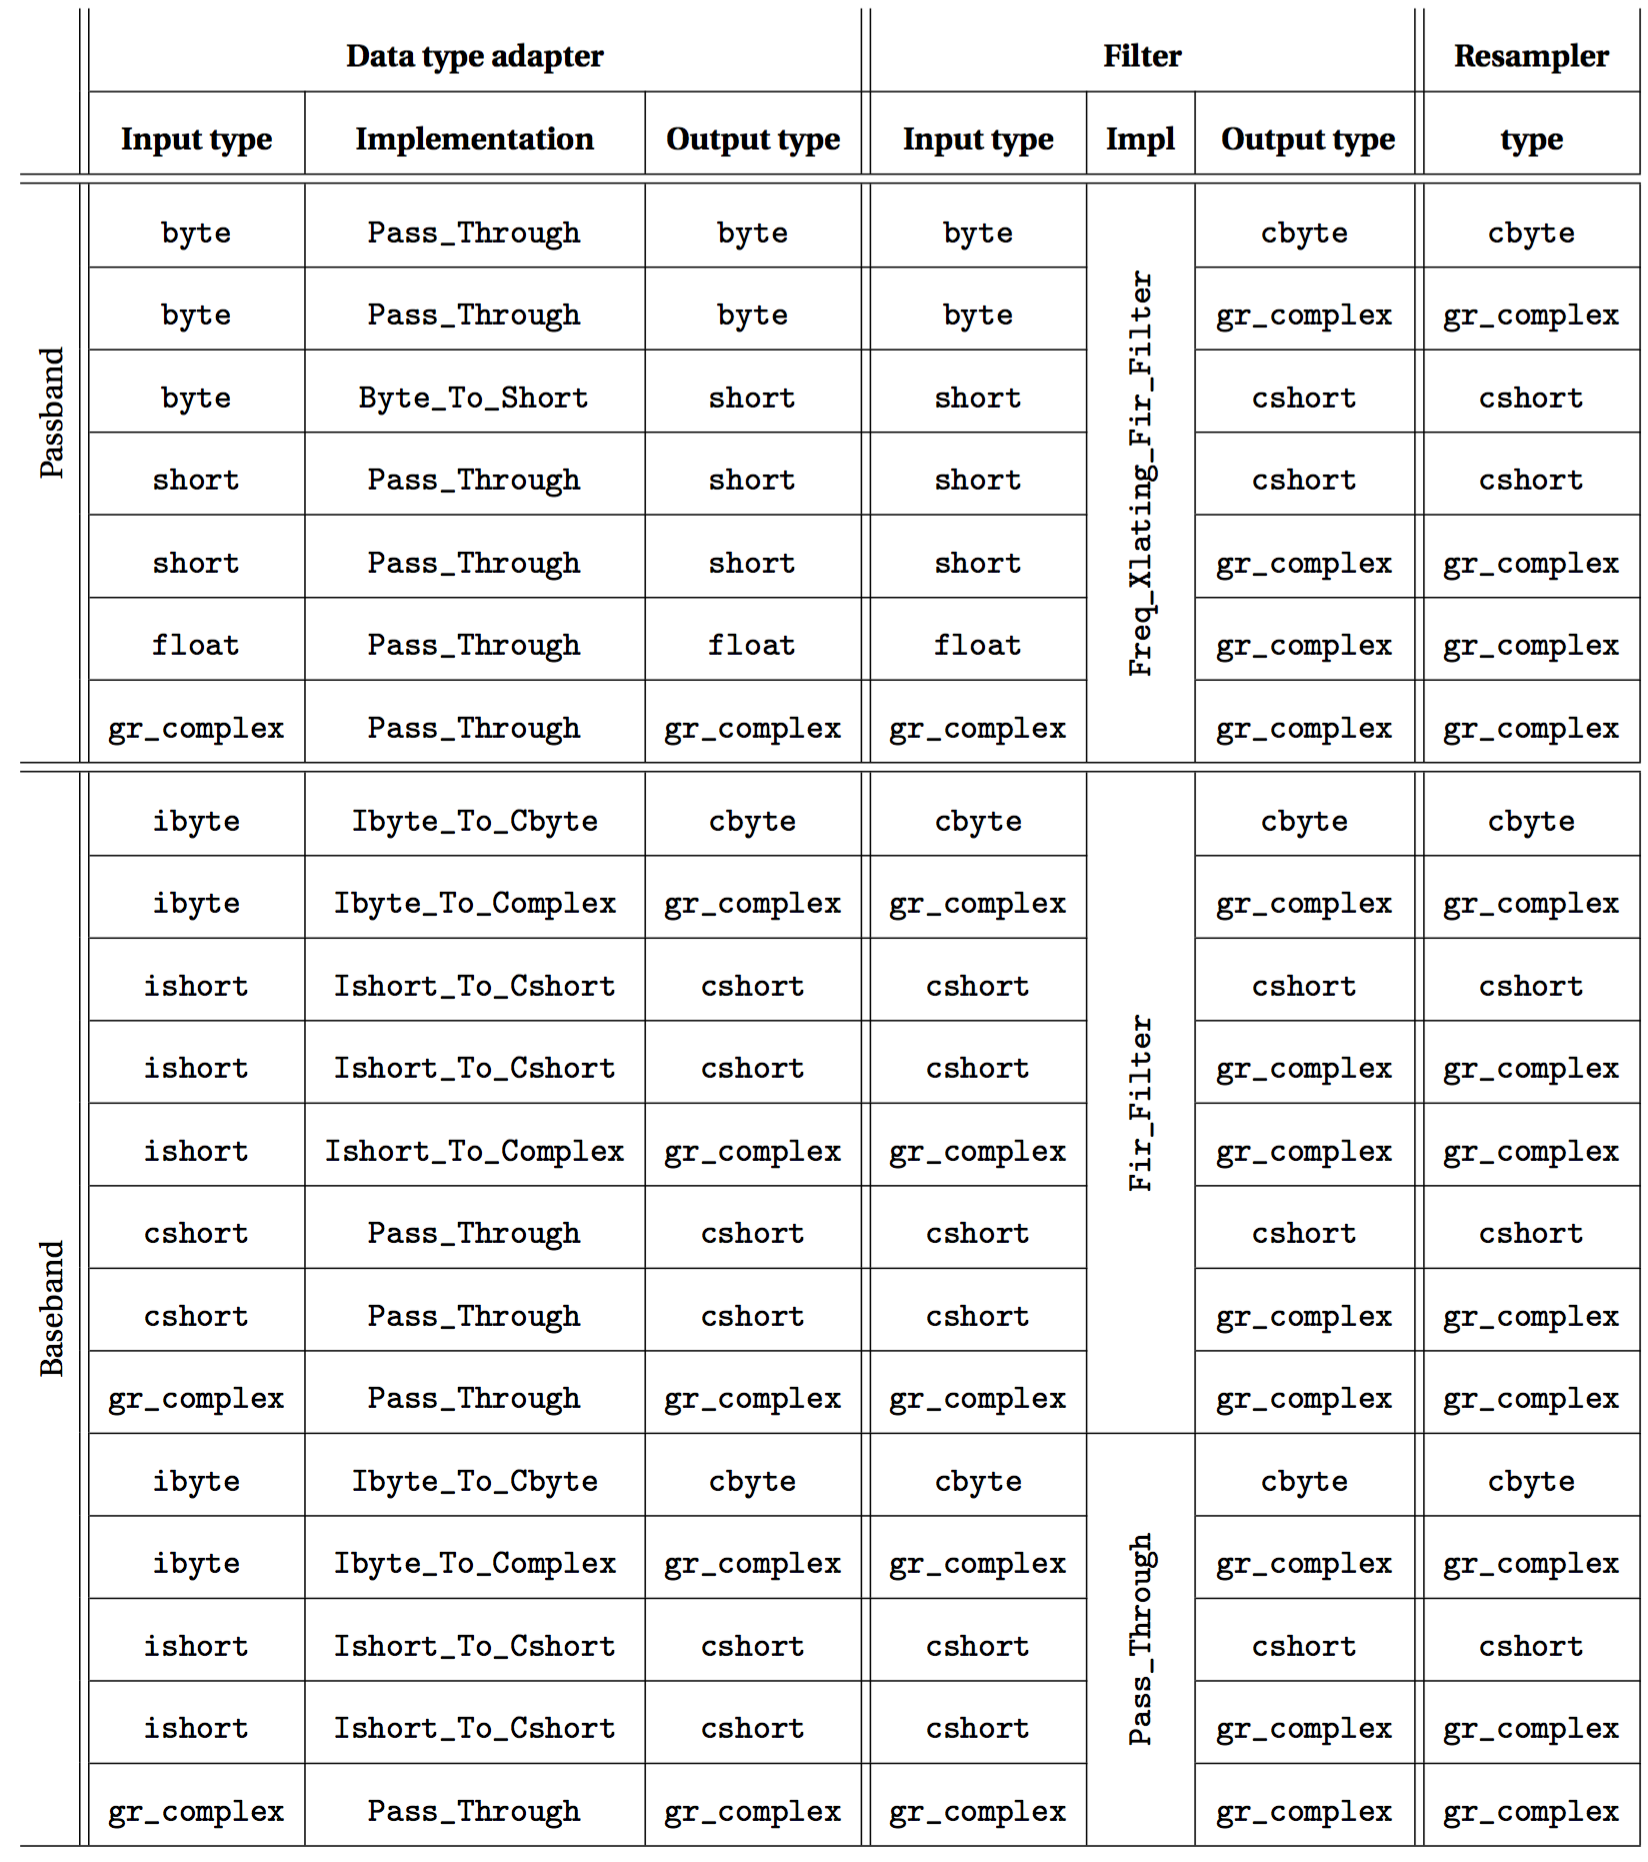 Data type adapter Filter Resampler
Input type Implementation Output type Input type Impl Output type type
Passband
Freq_Xlating_Fir_Filter
byte Pass_Through byte byte cbyte cbyte
byte Pass_Through byte byte gr_complex gr_complex
byte Byte_To_Short short short cshort cshort
short Pass_Through short short cshort cshort
short Pass_Through short short gr_complex gr_complex
float Pass_Through float float gr_complex gr_complex
gr_complex Pass_Through gr_complex gr_complex gr_complex gr_complex
Baseband
Fir_Filter
ibyte Ibyte_To_Cbyte cbyte cbyte cbyte cbyte
ibyte Ibyte_To_Complex gr_complex gr_complex gr_complex gr_complex
ishort Ishort_To_Cshort cshort cshort cshort cshort
ishort Ishort_To_Cshort cshort cshort gr_complex gr_complex
ishort Ishort_To_Complex gr_complex gr_complex gr_complex gr_complex
cshort Pass_Through cshort cshort cshort cshort
cshort Pass_Through cshort cshort gr_complex gr_complex
gr_complex Pass_Through gr_complex gr_complex gr_complex gr_complex
Pass_Through
ibyte Ibyte_To_Cbyte cbyte cbyte cbyte cbyte
ibyte Ibyte_To_Complex gr_complex gr_complex gr_complex gr_complex
ishort Ishort_To_Cshort cshort cshort cshort cshort
ishort Ishort_To_Cshort cshort cshort gr_complex gr_complex
gr_complex Pass_Through gr_complex gr_complex gr_complex gr_complex